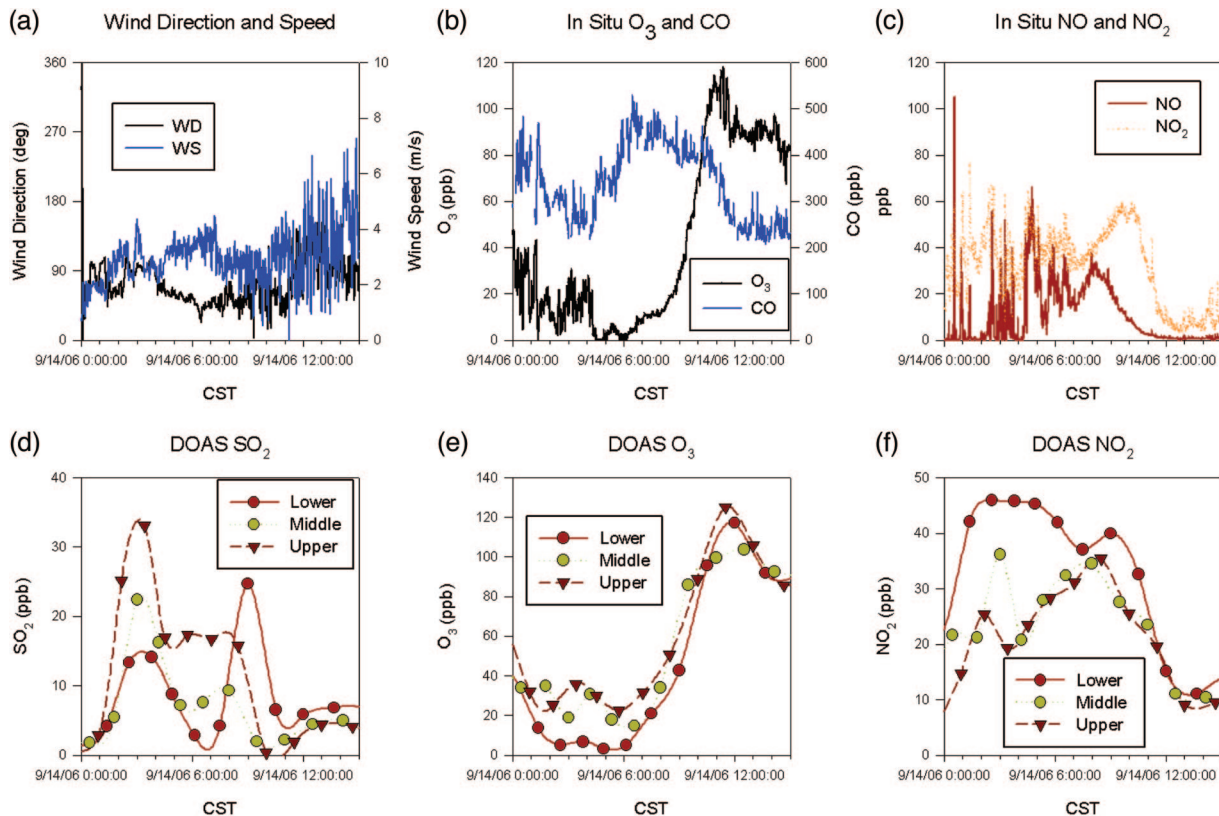 (a)
Wind Direction and Speed
360
270
180
90
0
Wind Direction (deg)
10
8
6
4
2
0
Wind Speed (m/s)
WD
WS
9/14/06 0:00:00
9/14/06 6:00:00
9/14/06 12:00:00
CST
(b)
In Situ O₃ and CO
120
100
80
60
40
20
0
O₃ (ppb)
600
500
400
300
200
100
0
CO (ppb)
O₃
CO
9/14/06 0:00:00
9/14/06 6:00:00
9/14/06 12:00:00
CST
(c)
In Situ NO and NO₂
120
100
80
60
40
20
0
ppb
NO
NO₂
9/14/06 0:00:00
9/14/06 6:00:00
9/14/06 12:00:00
CST
(d)
DOAS SO₂
40
30
20
10
0
SO₂ (ppb)
Lower
Middle
Upper
9/14/06 0:00:00
9/14/06 6:00:00
9/14/06 12:00:00
CST
(e)
DOAS O₃
140
120
100
80
60
40
20
0
O₃ (ppb)
Lower
Middle
Upper
9/14/06 0:00:00
9/14/06 6:00:00
9/14/06 12:00:00
CST
(f)
DOAS NO₂
50
40
30
20
10
0
NO₂ (ppb)
Lower
Middle
Upper
9/14/06 0:00:00
9/14/06 6:00:00
9/14/06 12:00:00
CST